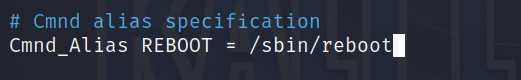 # Cmnd alias specification
Cmnd_Alias REBOOT = /sbin/reboot